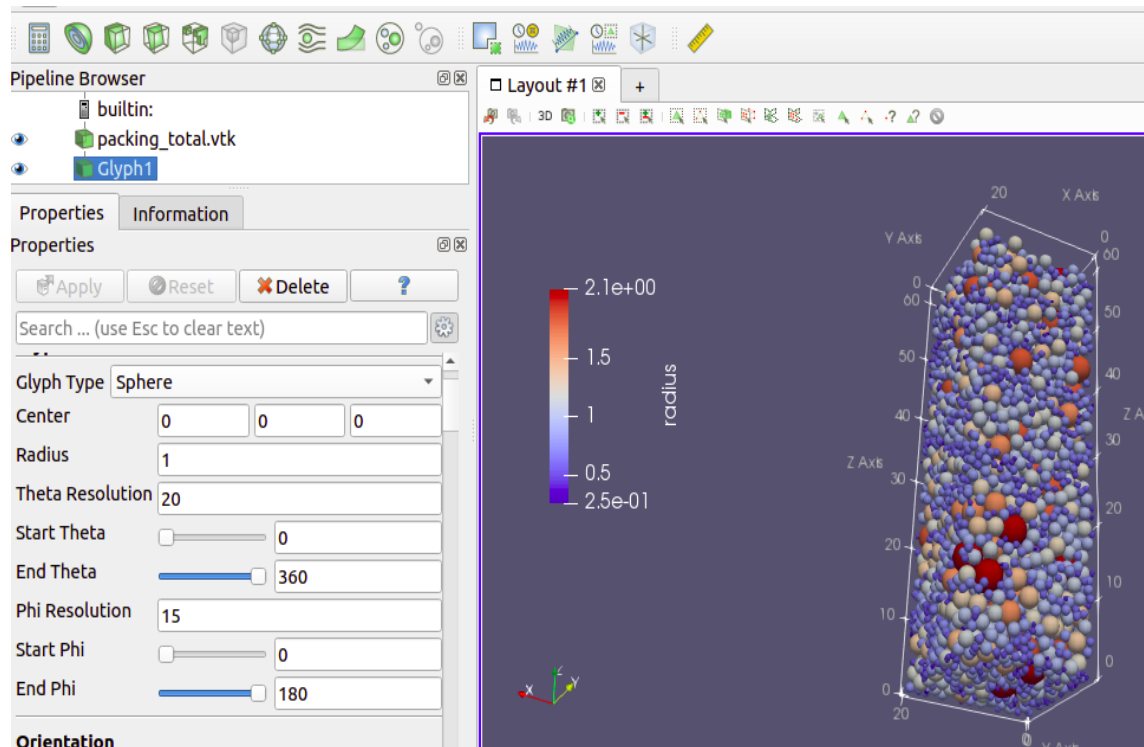 Pipeline Browser
builtin:
packing_total.vtk
Glyph1
Properties Information
Properties
Apply Reset Delete ?
Search ... (use Esc to clear text)
Glyph Type Sphere
Center 0 0 0
Radius 1
Theta Resolution 20
Start Theta 0
End Theta 360
Phi Resolution 15
Start Phi 0
End Phi 180
Orientation
Layout #1 +
3D
2.1e+00
1.5
1
0.5
2.5e-01
radius
20 X Axis
Y Axis 0
0 60
60
50
50
40
40 Z A
30
Z Axis
30
20
20
10
10
0
0
20
0
X Y Z